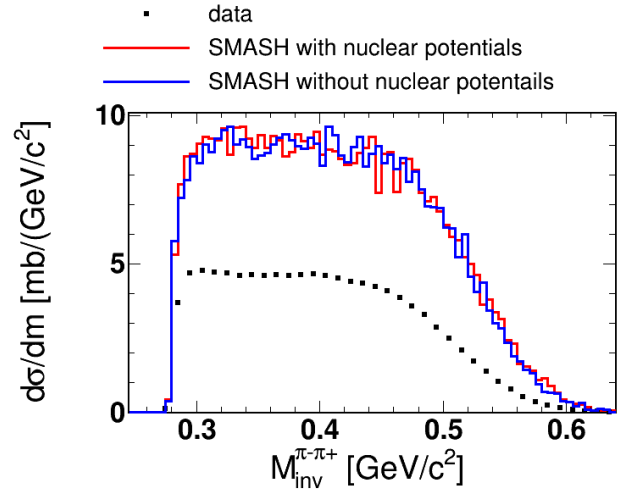 data
SMASH with nuclear potentials
SMASH without nuclear potentails
10
5
0
dσ/dm [mb/(GeV/c²)]
0.3 0.4 0.5 0.6
M_inv^π-π+ [GeV/c²]